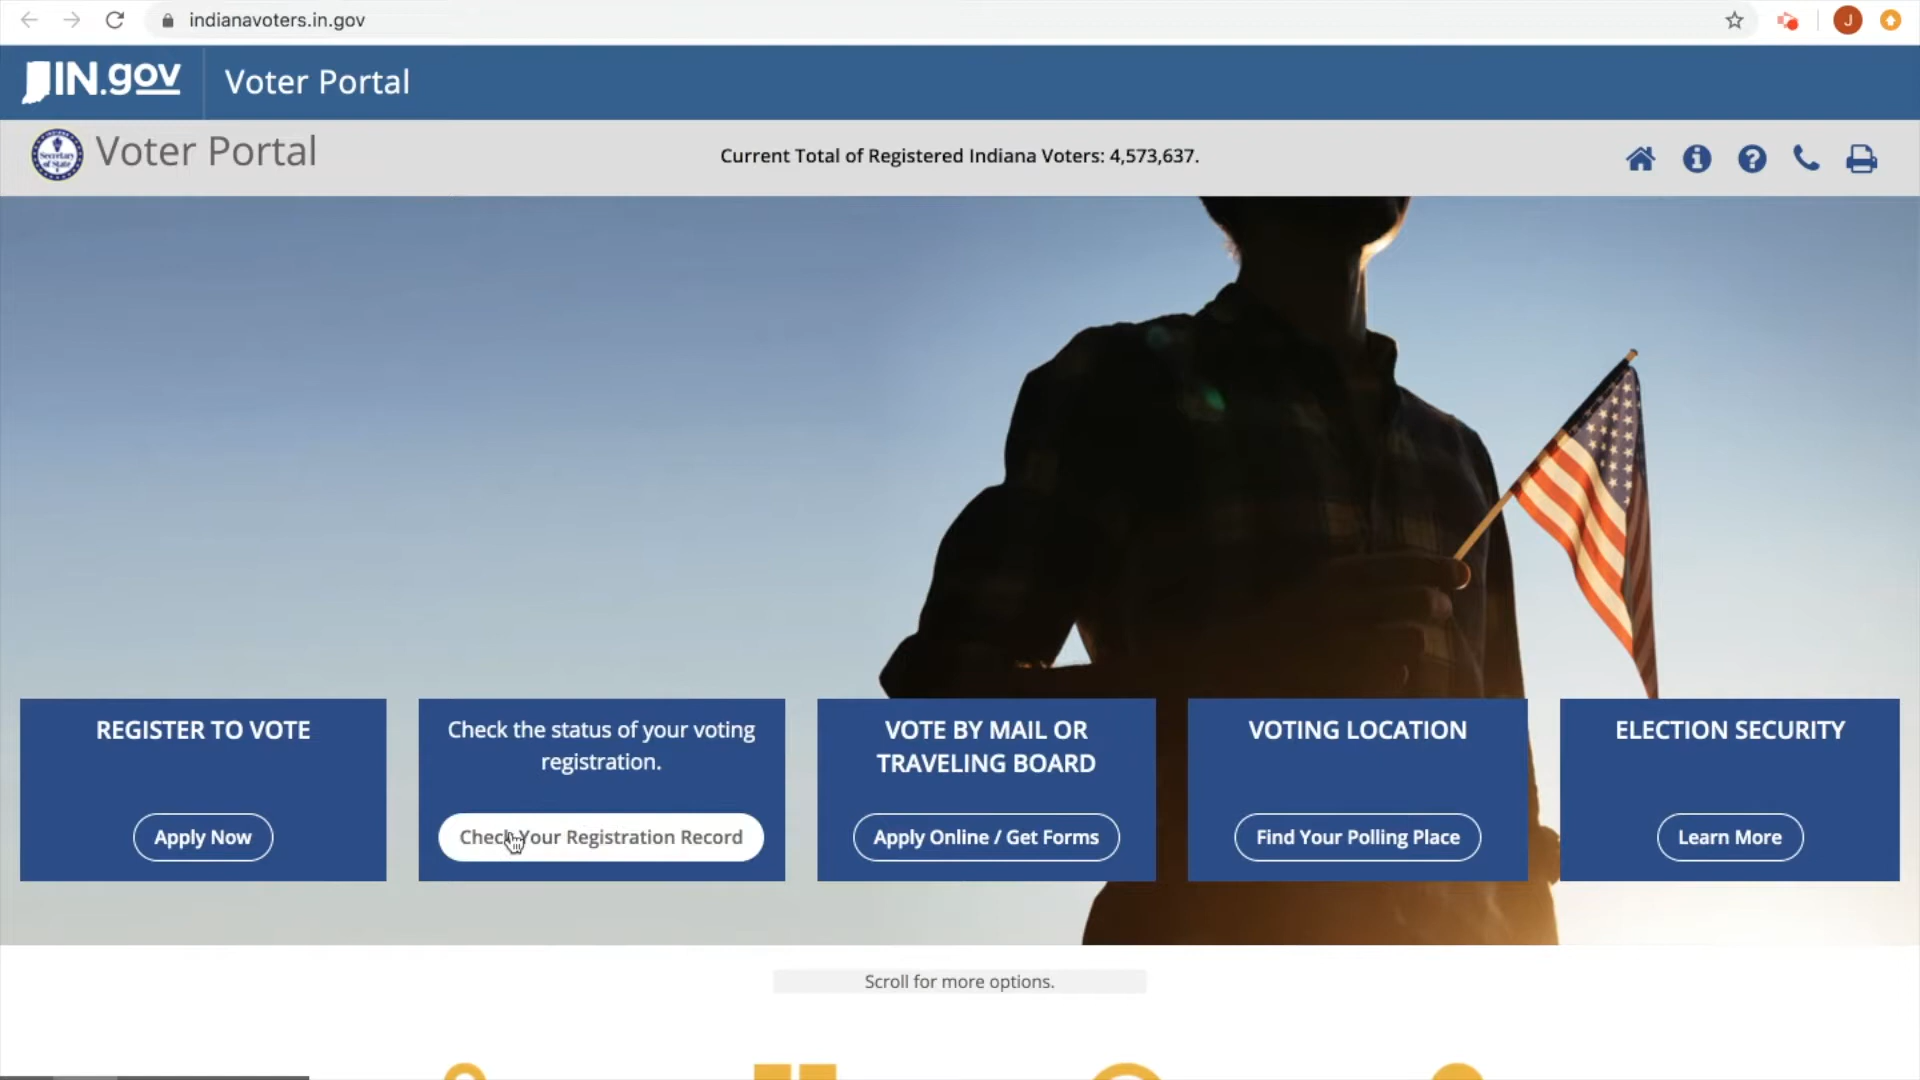 indianavoters.in.gov
J
IN.gov
Voter Portal
Secretary
of State
Voter Portal
Current Total of Registered Indiana Voters: 4,573,637.
REGISTER TO VOTE
Apply Now
Check the status of your voting
registration.
Check Your Registration Record
VOTE BY MAIL OR
TRAVELING BOARD
Apply Online / Get Forms
VOTING LOCATION
Find Your Polling Place
ELECTION SECURITY
Learn More
Scroll for more options.